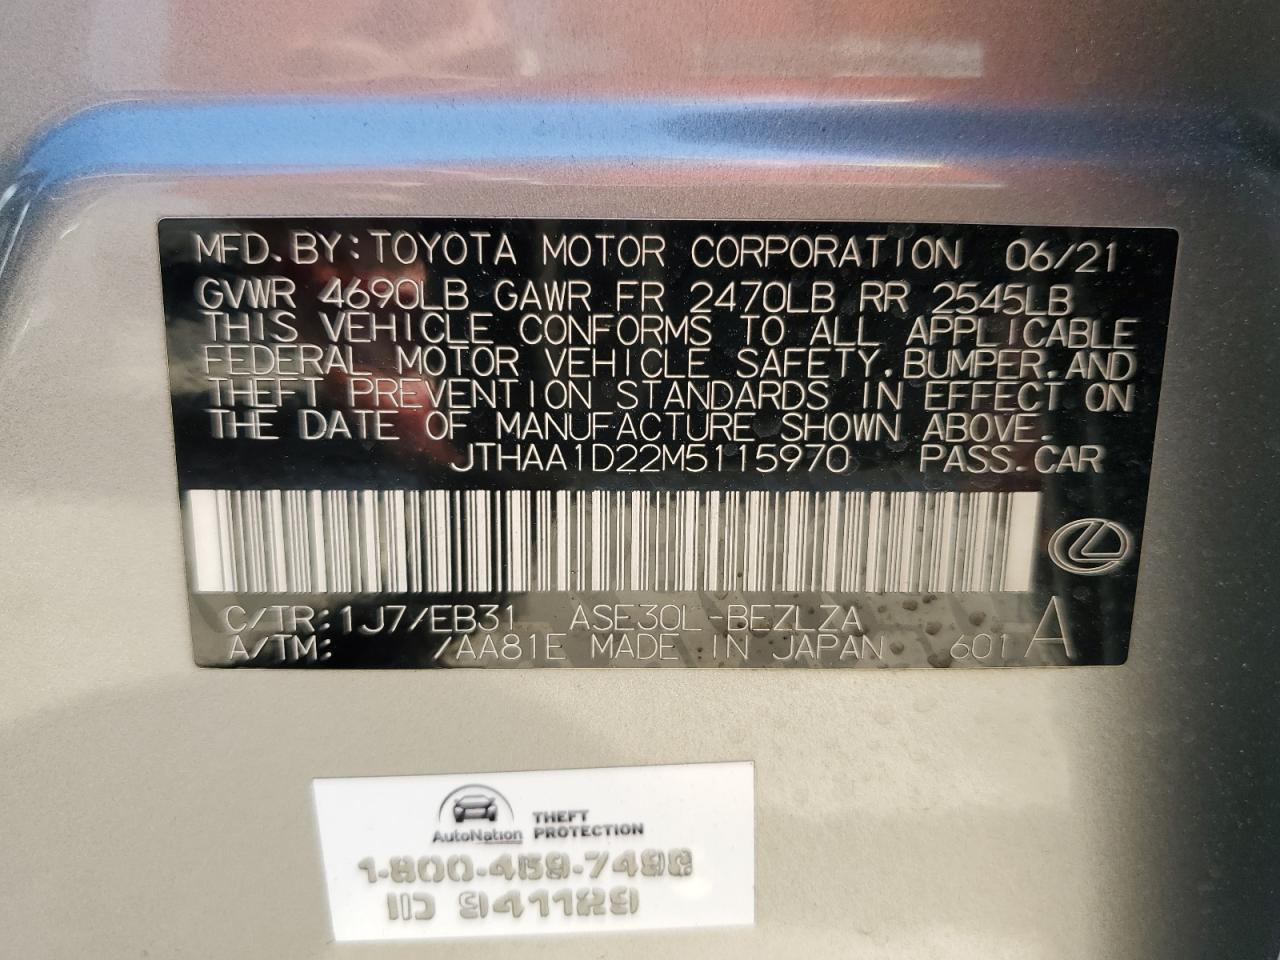 MFD.BY:TOYOTA MOTOR CORPORATION 06/21
GVWR 4690LB GAWR FR 2470LB RR 2545LB
THIS VEHICLE CONFORMS TO ALL APPLICABLE
FEDERAL MOTOR VEHICLE SAFETY,BUMPER,AND
THEFT PREVENTION STANDARDS IN EFFECT ON
THE DATE OF MANUFACTURE SHOWN ABOVE.
JTHAA1D22M5115970 PASS.CAR
C/TR:1J7/EB31 ASE30L-BEZLZA
A/TM: /AA81E MADE IN JAPAN 601 A
AutoNation THEFT
PROTECTION
1-800-459-7498
ID 941129